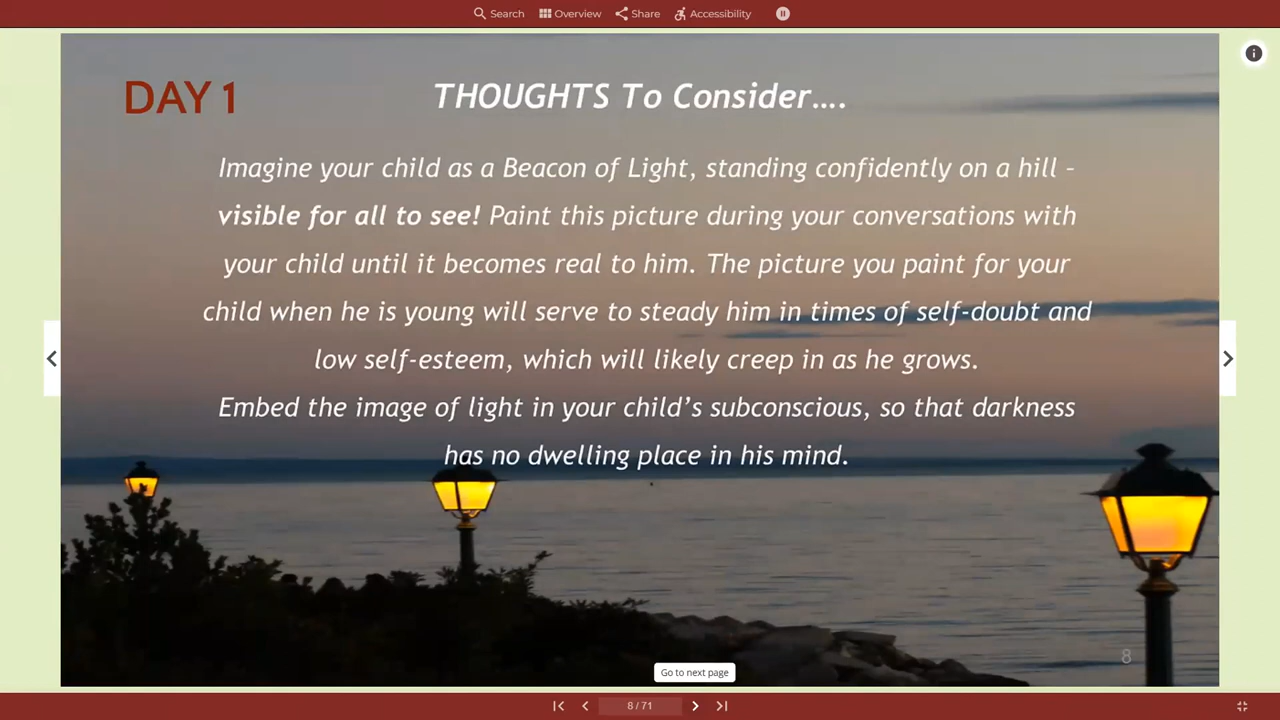 Search Overview Share Accessibility
DAY 1
THOUGHTS To Consider....
Imagine your child as a Beacon of Light, standing confidently on a hill –
visible for all to see! Paint this picture during your conversations with
your child until it becomes real to him. The picture you paint for your
child when he is young will serve to steady him in times of self-doubt and
low self-esteem, which will likely creep in as he grows.
Embed the image of light in your child’s subconscious, so that darkness
has no dwelling place in his mind.
8
Go to next page
8 / 71